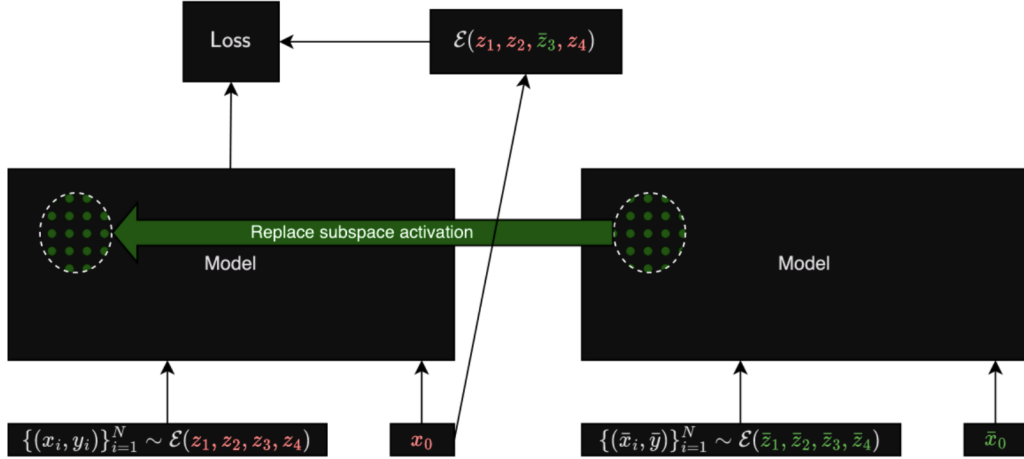 Loss
ℰ(z₁, z₂, z̄₃, z₄)
Replace subspace activation
Model
Model
{(xᵢ, yᵢ)}ᵢ₌₁ᴺ ∼ ℰ(z₁, z₂, z₃, z₄)
x₀
{(x̄ᵢ, ȳ)}ᵢ₌₁ᴺ ∼ ℰ(z̄₁, z̄₂, z̄₃, z̄₄)
x̄₀